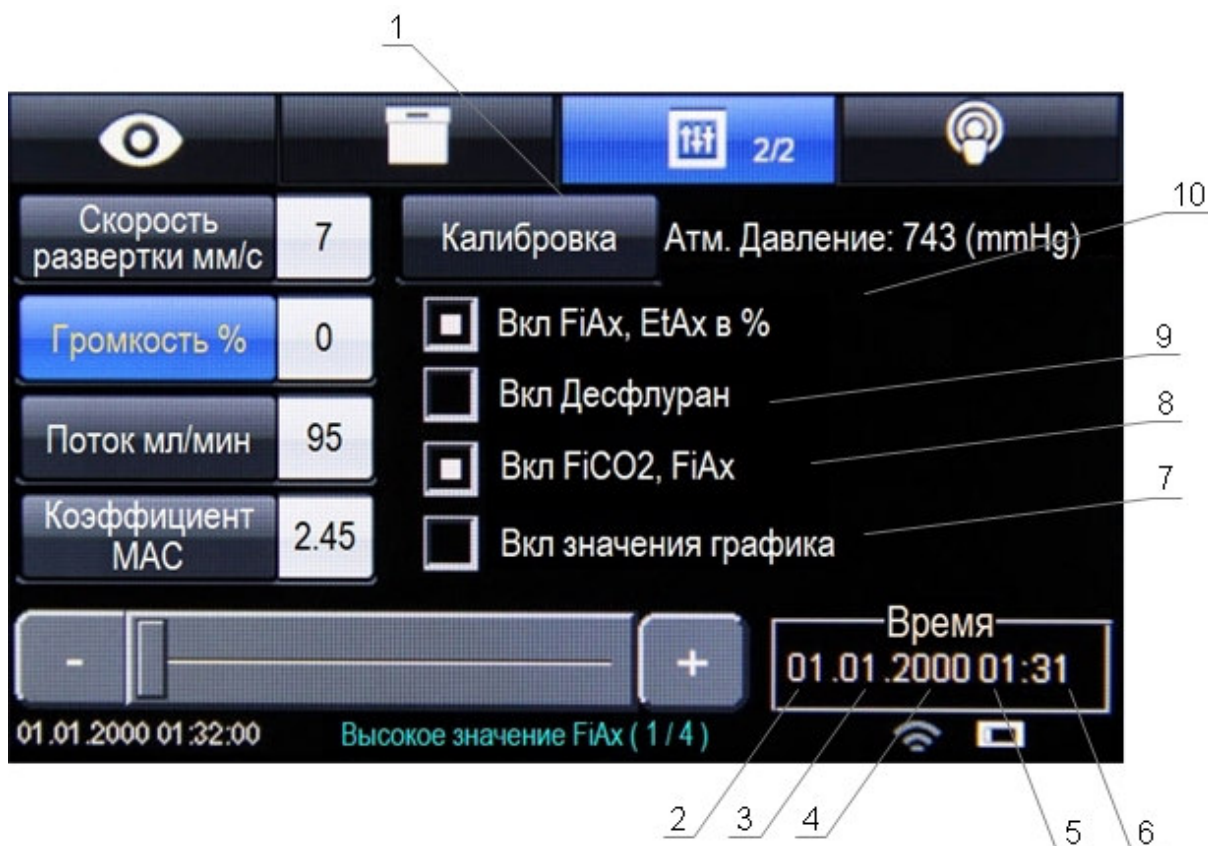 1
2/2
Скорость
развертки мм/с
7
Калибровка
Атм. Давление: 743 (mmHg)
10
Громкость %
0
Вкл FiAx, EtAx в %
9
Вкл Десфлуран
8
Поток мл/мин
95
Вкл FiCO2, FiAx
7
Коэффициент
МАС
2.45
Вкл значения графика
Время
-
+
01.01.2000 01:31
01.01.2000 01:32:00
Высокое значение FiAx ( 1 / 4 )
2
3
4
5
6